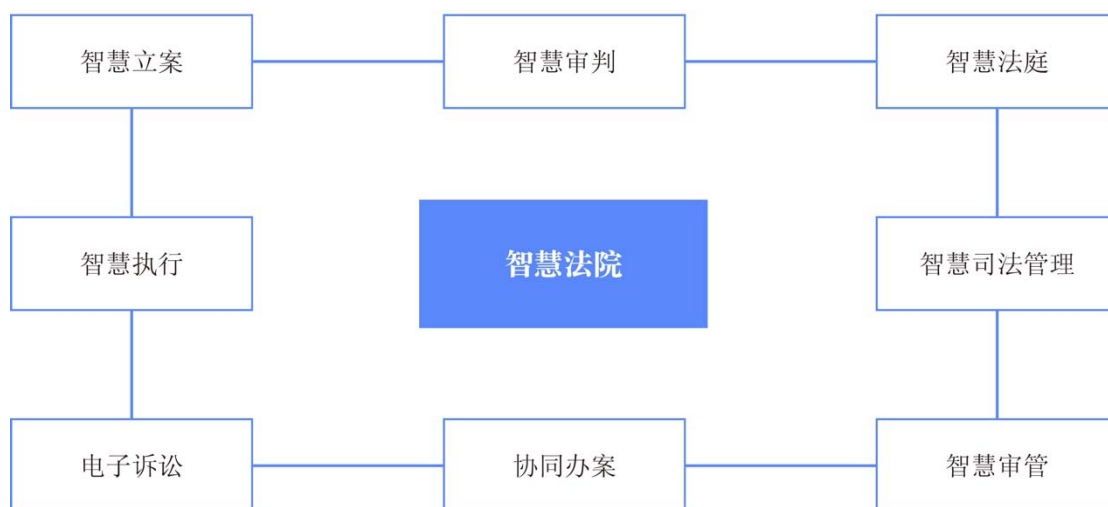 智慧立案
智慧审判
智慧法庭
智慧执行
智慧法院
智慧司法管理
电子诉讼
协同办案
智慧审管